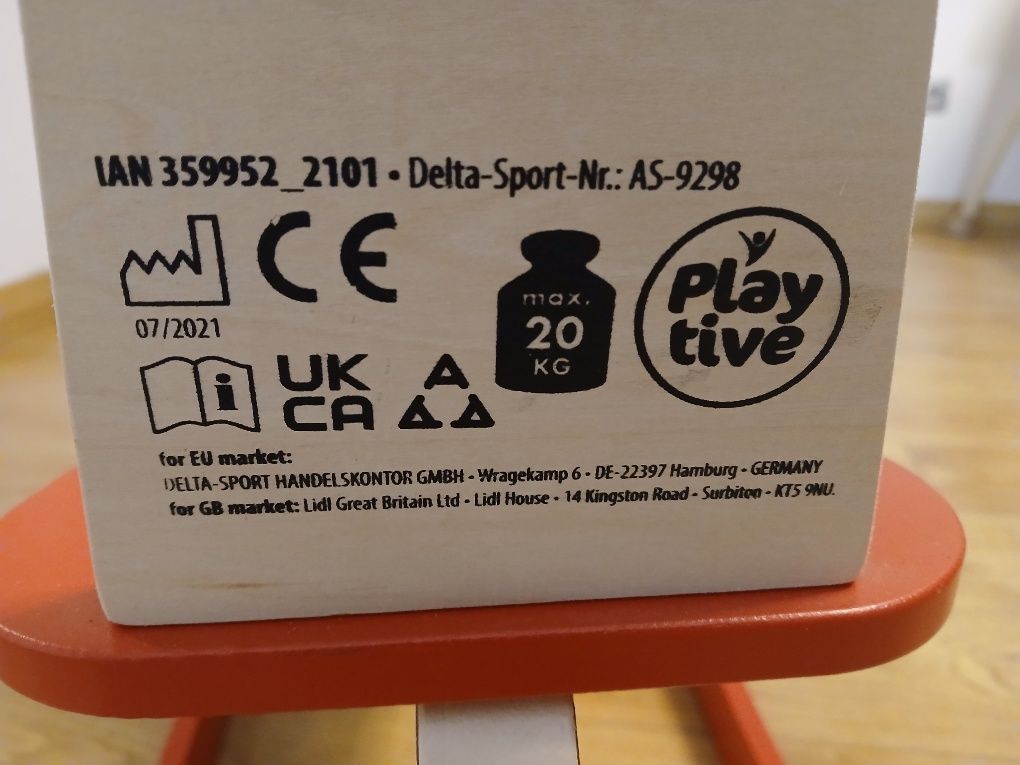 IAN 359952_2101 • Delta-Sport-Nr.: AS-9298
CE
07/2021
max.
20
KG
Play
tive
i
UK
CA
for EU market:
DELTA-SPORT HANDELSKONTOR GMBH - Wragekamp 6 - DE-22397 Hamburg - GERMANY
for GB market: Lidl Great Britain Ltd - Lidl House - 14 Kingston Road - Surbiton - KT5 9NU.